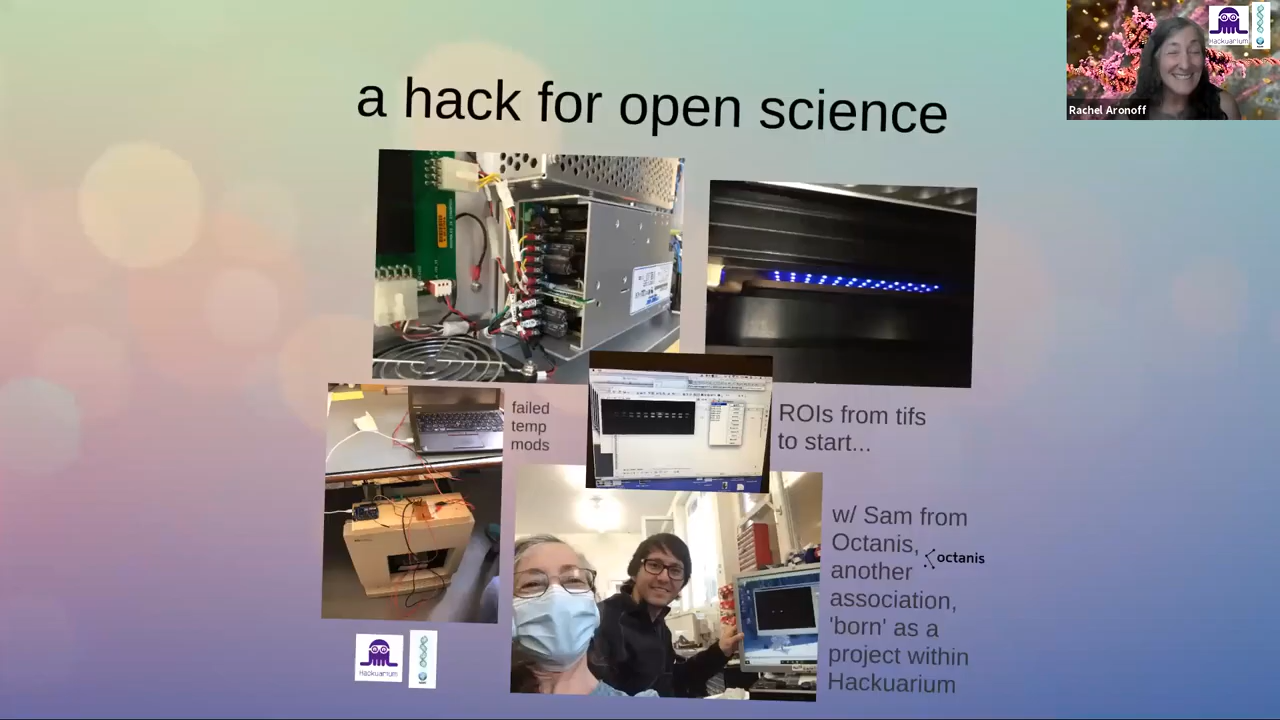 Hackuarium
Rachel Aronoff
a hack for open science
failed
temp
mods
ROIs from tifs
to start...
w/ Sam from
Octanis,
octanis
another
association,
'born' as a
project within
Hackuarium
Hackuarium